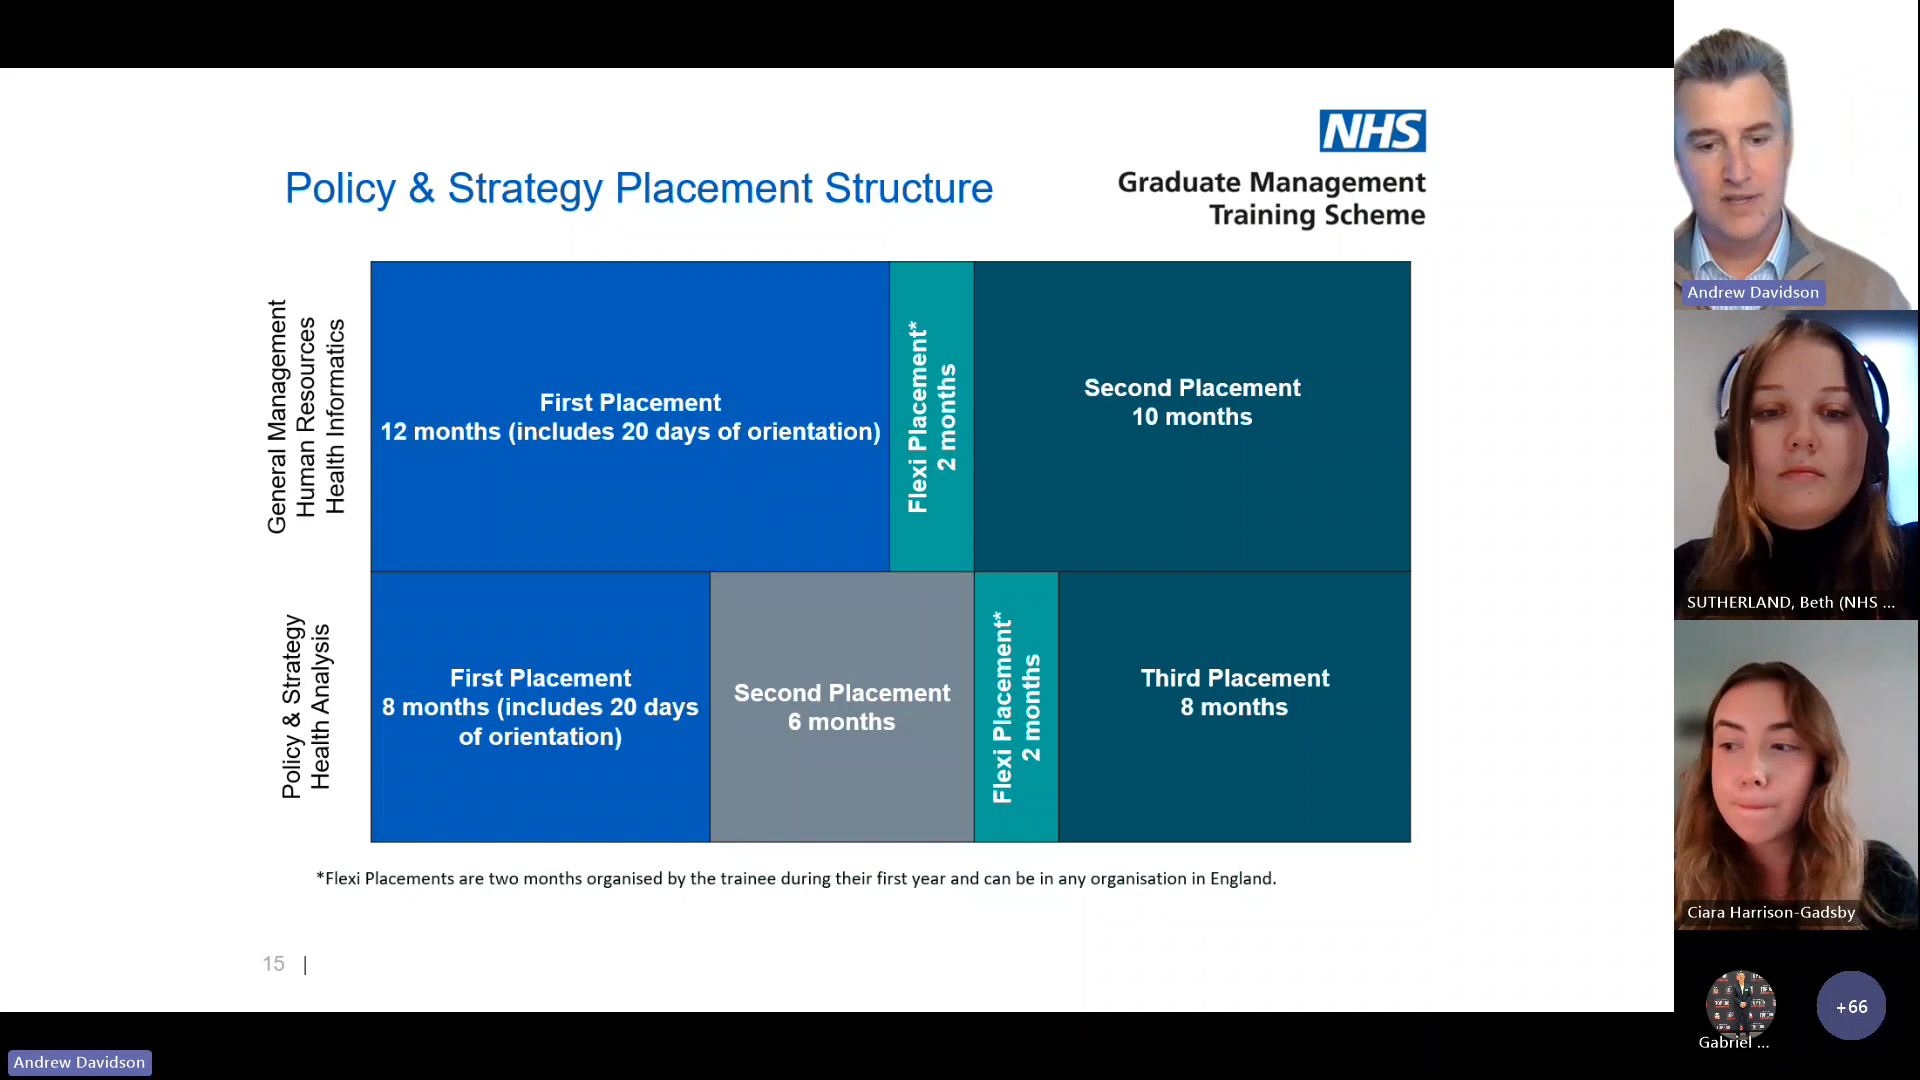 NHS
Graduate Management
Training Scheme
Policy & Strategy Placement Structure
General Management
Human Resources
Health Informatics
First Placement
12 months (includes 20 days of orientation)
Flexi Placement*
2 months
Second Placement
10 months
Policy & Strategy
Health Analysis
First Placement
8 months (includes 20 days
of orientation)
Second Placement
6 months
Flexi Placement*
2 months
Third Placement
8 months
*Flexi Placements are two months organised by the trainee during their first year and can be in any organisation in England.
15 |
Andrew Davidson
Andrew Davidson
SUTHERLAND, Beth (NHS ...
Ciara Harrison-Gadsby
Gabriel ...
+66